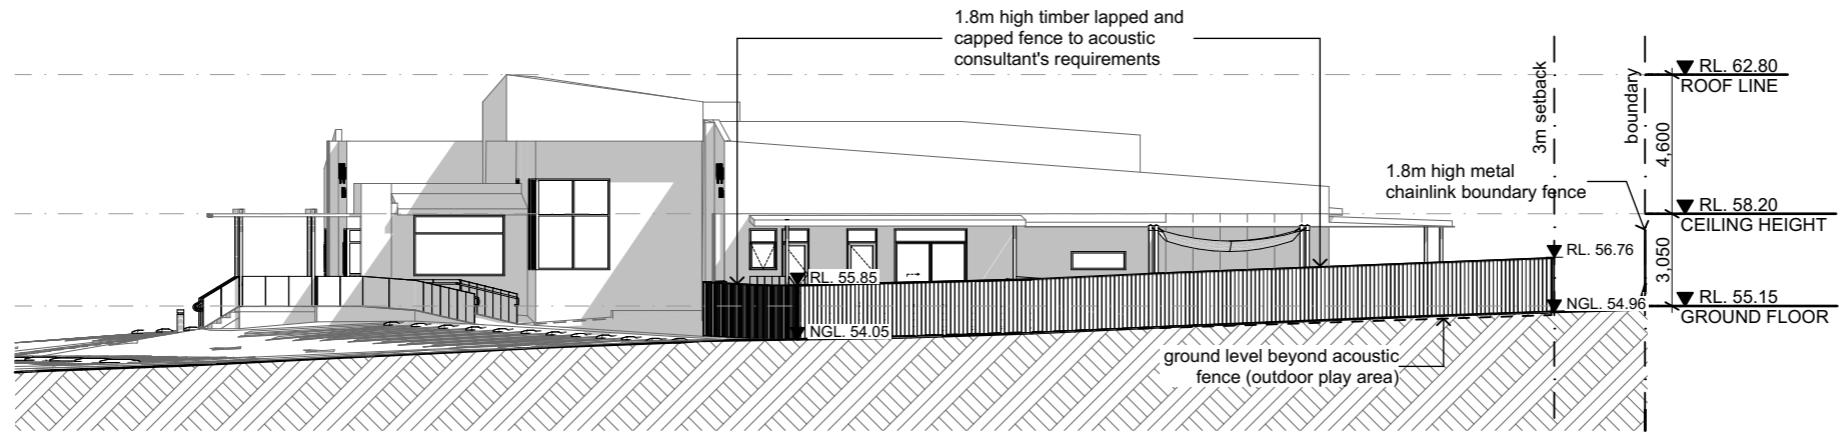 1.8m high timber lapped and
capped fence to acoustic
consultant's requirements
3m setback
boundary
RL. 62.80
ROOF LINE
4,600
1.8m high metal
chainlink boundary fence
RL. 58.20
CEILING HEIGHT
RL. 56.76
3,050
RL. 55.85
NGL. 54.96
RL. 55.15
GROUND FLOOR
NGL. 54.05
ground level beyond acoustic
fence (outdoor play area)